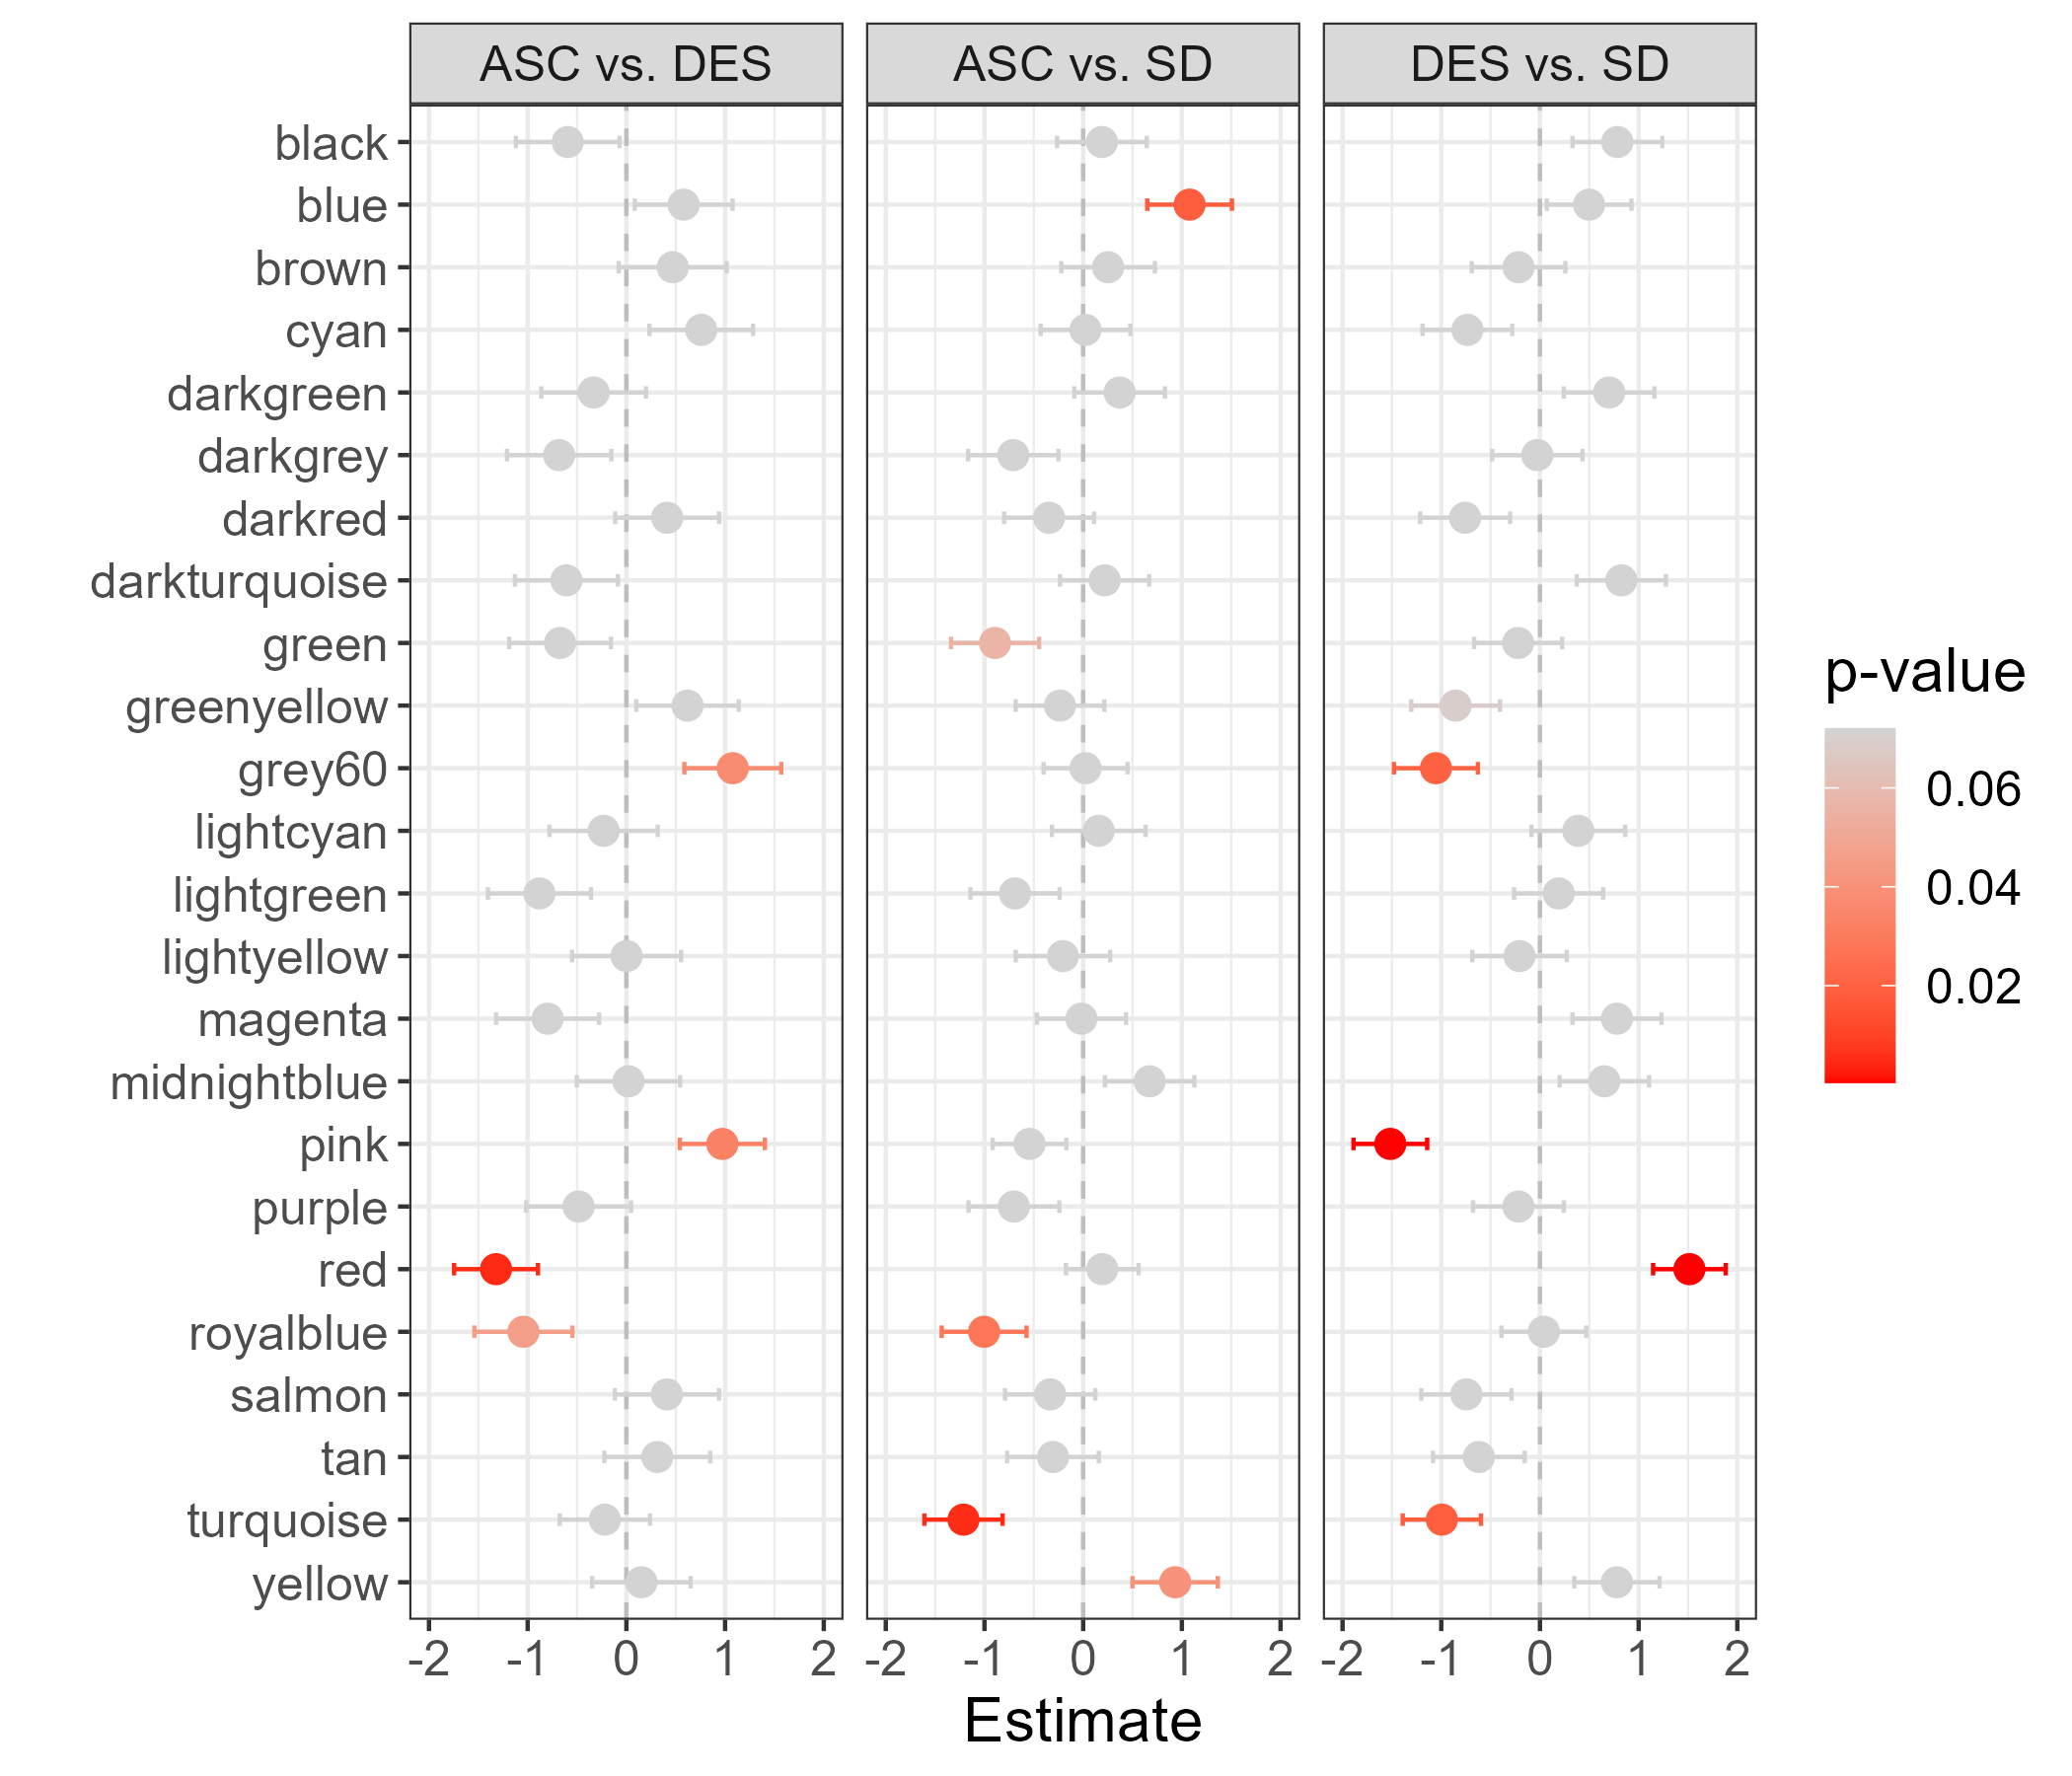 ASC vs. DES
ASC vs. SD
DES vs. SD
black
blue
brown
cyan
darkgreen
darkgrey
darkred
darkturquoise
green
greenyellow
grey60
lightcyan
lightgreen
lightyellow
magenta
midnightblue
pink
purple
red
royalblue
salmon
tan
turquoise
yellow
-2 -1 0 1 2
-2 -1 0 1 2
-2 -1 0 1 2
Estimate
p-value
0.06
0.04
0.02